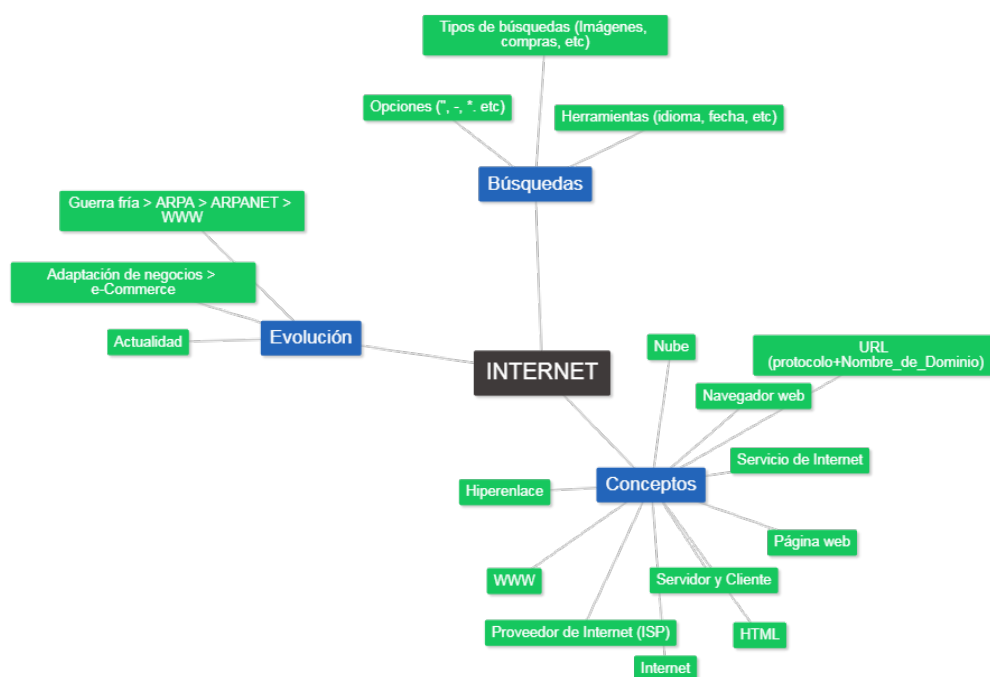 Tipos de búsquedas (Imágenes,
compras, etc)
Opciones (", -, *. etc)
Herramientas (idioma, fecha, etc)
Búsquedas
Guerra fría > ARPA > ARPANET >
WWW
Adaptación de negocios >
e-Commerce
Actualidad
Evolución
INTERNET
Nube
URL
(protocolo+Nombre_de_Dominio)
Navegador web
Servicio de Internet
Conceptos
Hiperenlace
Página web
WWW
Servidor y Cliente
Proveedor de Internet (ISP)
HTML
Internet